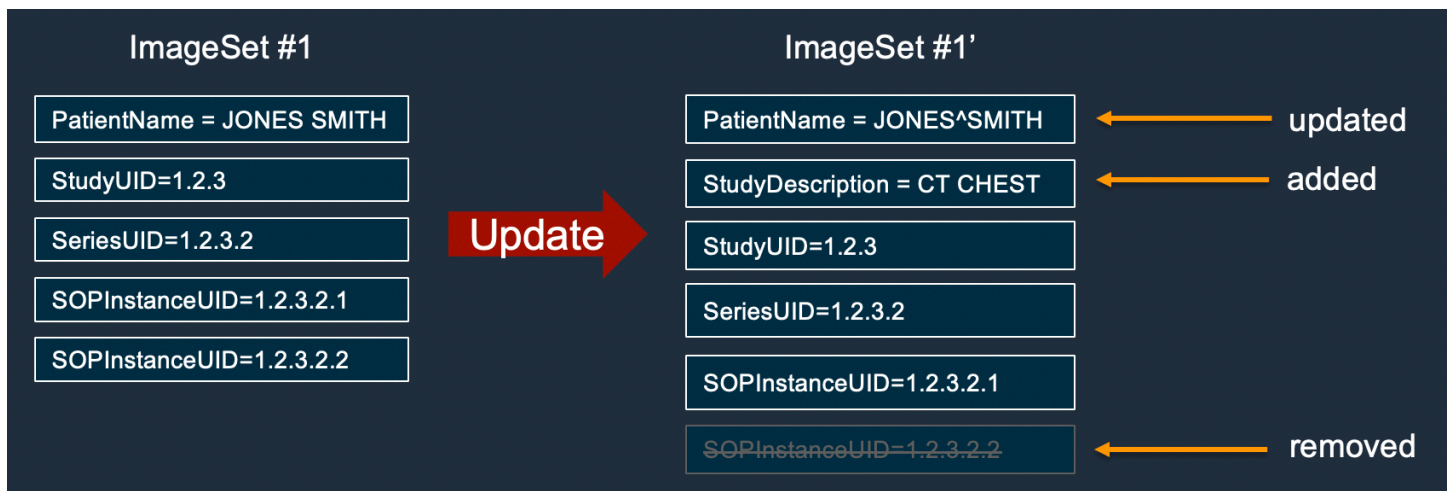 ImageSet #1
PatientName = JONES SMITH
StudyUID=1.2.3
SeriesUID=1.2.3.2
SOPInstanceUID=1.2.3.2.1
SOPInstanceUID=1.2.3.2.2
Update
ImageSet #1’
PatientName = JONES^SMITH
updated
StudyDescription = CT CHEST
added
StudyUID=1.2.3
SeriesUID=1.2.3.2
SOPInstanceUID=1.2.3.2.1
SOPInstanceUID=1.2.3.2.2
removed